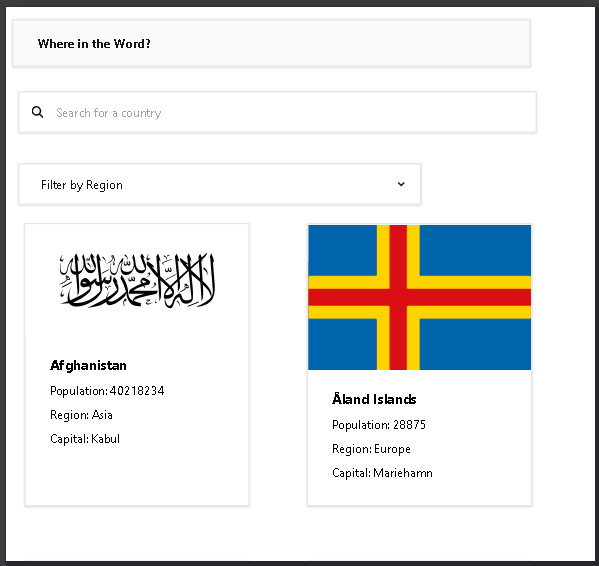 Where in the Word?
Search for a country
Filter by Region
لا إله إلا الله محمد رسول الله
Afghanistan
Population: 40218234
Region: Asia
Capital: Kabul
Åland Islands
Population: 28875
Region: Europe
Capital: Mariehamn